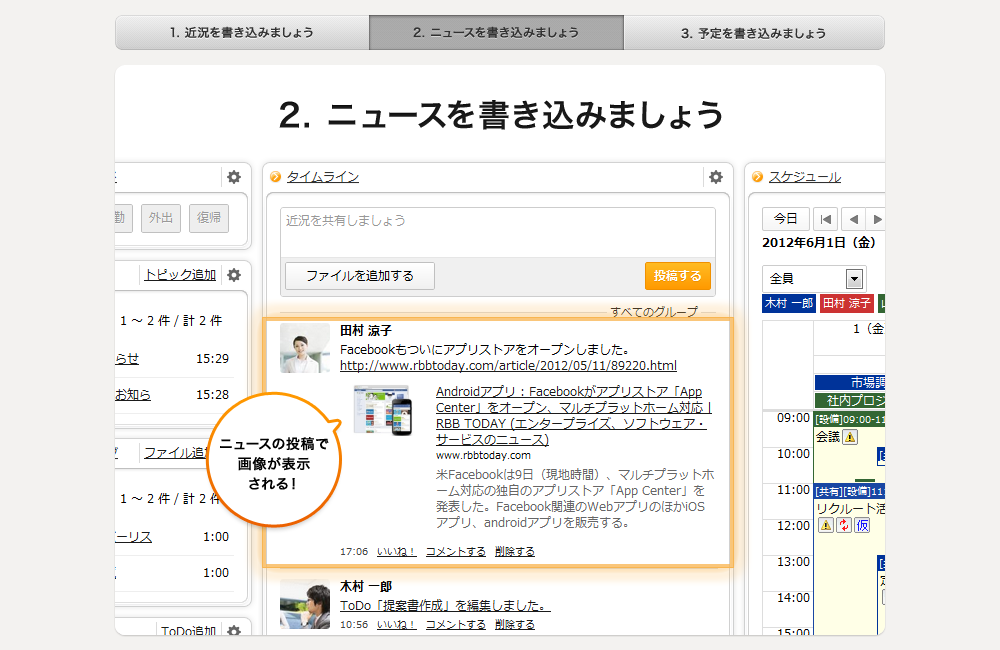 1. 近況を書き込みましょう
2. ニュースを書き込みましょう
3. 予定を書き込みましょう
2. ニュースを書き込みましょう
勤
外出
復帰
トピック追加
1 ～ 2 件 / 計 2 件
らせ 15:29
お知らせ 15:28
ファイル追
1 ～ 2 件 / 計 2 件
ーリス 1:00
1:00
ToDo追加
タイムライン
近況を共有しましょう
ファイルを追加する
投稿する
すべてのグループ
田村 涼子
Facebookもついにアプリストアをオープンしました。
http://www.rbbtoday.com/article/2012/05/11/89220.html
Androidアプリ：Facebookがアプリストア「App
Center」をオープン、マルチプラットホーム対応 |
RBB TODAY (エンタープライズ、ソフトウェア・
サービスのニュース)
www.rbbtoday.com
米Facebookは9日（現地時間）、マルチプラットホ
ーム対応の独自のアプリストア「App Center」を
発表した。Facebook関連のWebアプリのほかiOS
アプリ、androidアプリを販売する。
17:06 いいね！ コメントする 削除する
ニュースの投稿で
画像が表示
される！
木村 一郎
ToDo「提案書作成」を編集しました。
10:56 いいね！ コメントする 削除する
スケジュール
今日
2012年6月1日（金）
全員
木村 一郎
田村 涼子
1（金
市場調
社内プロジ
09:00
[設備]09:00-11
会議
10:00
11:00
[共有][設備]11:
リクルート活
12:00
仮
13:00
14:00
15:00